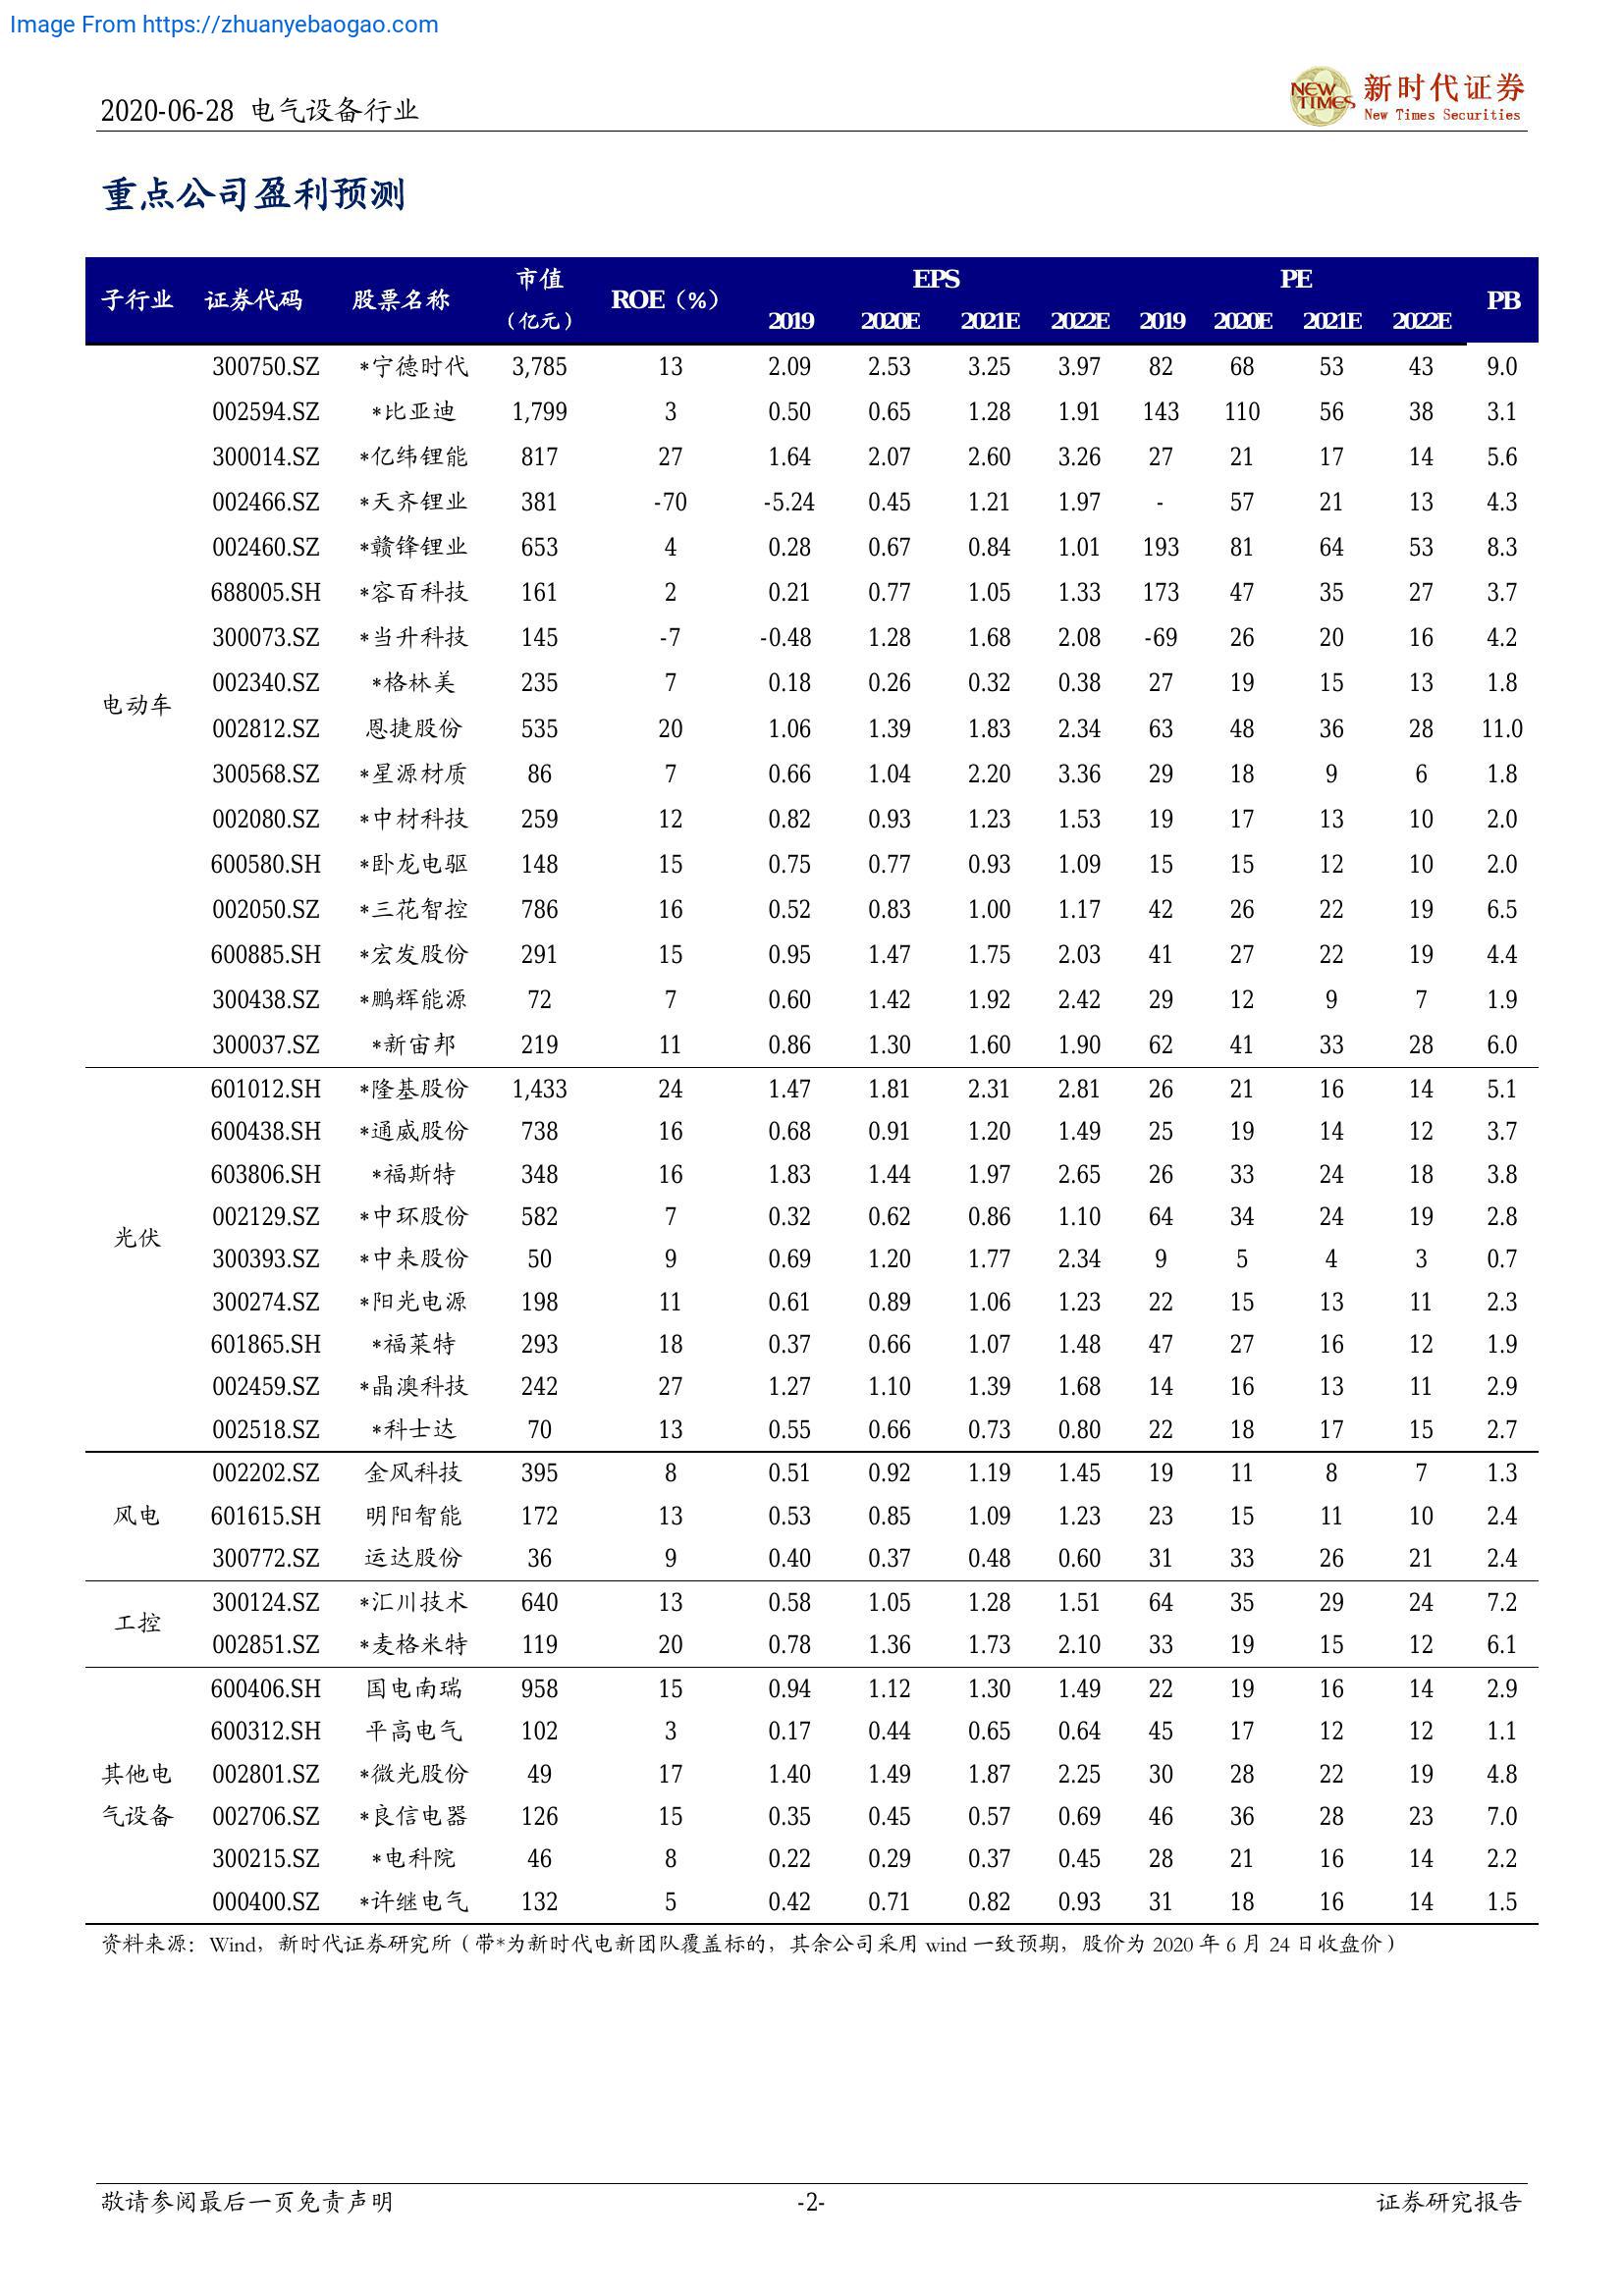 Image From https://zhuanyebaogao.com
2020-06-28 电气设备行业
NEW TIMES 新时代证券
New Times Securities
重点公司盈利预测
子行业 证券代码 股票名称 市值（亿元） ROE（%） EPS PE PB
2019 2020E 2021E 2022E 2019 2020E 2021E 2022E
电动车
300750.SZ *宁德时代 3,785 13 2.09 2.53 3.25 3.97 82 68 53 43 9.0
002594.SZ *比亚迪 1,799 3 0.50 0.65 1.28 1.91 143 110 56 38 3.1
300014.SZ *亿纬锂能 817 27 1.64 2.07 2.60 3.26 27 21 17 14 5.6
002466.SZ *天齐锂业 381 -70 -5.24 0.45 1.21 1.97 - 57 21 13 4.3
002460.SZ *赣锋锂业 653 4 0.28 0.67 0.84 1.01 193 81 64 53 8.3
688005.SH *容百科技 161 2 0.21 0.77 1.05 1.33 173 47 35 27 3.7
300073.SZ *当升科技 145 -7 -0.48 1.28 1.68 2.08 -69 26 20 16 4.2
002340.SZ *格林美 235 7 0.18 0.26 0.32 0.38 27 19 15 13 1.8
002812.SZ 恩捷股份 535 20 1.06 1.39 1.83 2.34 63 48 36 28 11.0
300568.SZ *星源材质 86 7 0.66 1.04 2.20 3.36 29 18 9 6 1.8
002080.SZ *中材科技 259 12 0.82 0.93 1.23 1.53 19 17 13 10 2.0
600580.SH *卧龙电驱 148 15 0.75 0.77 0.93 1.09 15 15 12 10 2.0
002050.SZ *三花智控 786 16 0.52 0.83 1.00 1.17 42 26 22 19 6.5
600885.SH *宏发股份 291 15 0.95 1.47 1.75 2.03 41 27 22 19 4.4
300438.SZ *鹏辉能源 72 7 0.60 1.42 1.92 2.42 29 12 9 7 1.9
300037.SZ *新宙邦 219 11 0.86 1.30 1.60 1.90 62 41 33 28 6.0
光伏
601012.SH *隆基股份 1,433 24 1.47 1.81 2.31 2.81 26 21 16 14 5.1
600438.SH *通威股份 738 16 0.68 0.91 1.20 1.49 25 19 14 12 3.7
603806.SH *福斯特 348 16 1.83 1.44 1.97 2.65 26 33 24 18 3.8
002129.SZ *中环股份 582 7 0.32 0.62 0.86 1.10 64 34 24 19 2.8
300393.SZ *中来股份 50 9 0.69 1.20 1.77 2.34 9 5 4 3 0.7
300274.SZ *阳光电源 198 11 0.61 0.89 1.06 1.23 22 15 13 11 2.3
601865.SH *福莱特 293 18 0.37 0.66 1.07 1.48 47 27 16 12 1.9
002459.SZ *晶澳科技 242 27 1.27 1.10 1.39 1.68 14 16 13 11 2.9
002518.SZ *科士达 70 13 0.55 0.66 0.73 0.80 22 18 17 15 2.7
风电
002202.SZ 金风科技 395 8 0.51 0.92 1.19 1.45 19 11 8 7 1.3
601615.SH 明阳智能 172 13 0.53 0.85 1.09 1.23 23 15 11 10 2.4
300772.SZ 运达股份 36 9 0.40 0.37 0.48 0.60 31 33 26 21 2.4
工控
300124.SZ *汇川技术 640 13 0.58 1.05 1.28 1.51 64 35 29 24 7.2
002851.SZ *麦格米特 119 20 0.78 1.36 1.73 2.10 33 19 15 12 6.1
其他电气设备
600406.SH 国电南瑞 958 15 0.94 1.12 1.30 1.49 22 19 16 14 2.9
600312.SH 平高电气 102 3 0.17 0.44 0.65 0.64 45 17 12 12 1.1
002801.SZ *微光股份 49 17 1.40 1.49 1.87 2.25 30 28 22 19 4.8
002706.SZ *良信电器 126 15 0.35 0.45 0.57 0.69 46 36 28 23 7.0
300215.SZ *电科院 46 8 0.22 0.29 0.37 0.45 28 21 16 14 2.2
000400.SZ *许继电气 132 5 0.42 0.71 0.82 0.93 31 18 16 14 1.5
资料来源：Wind，新时代证券研究所（带*为新时代电新团队覆盖标的，其余公司采用 wind 一致预期，股价为 2020 年 6 月 24 日收盘价）
敬请参阅最后一页免责声明 -2- 证券研究报告